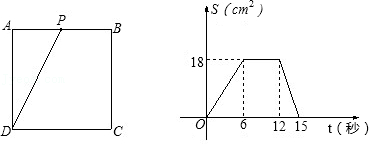 A P B
D C
S（cm²）
18
O 6 12 15 t（秒）